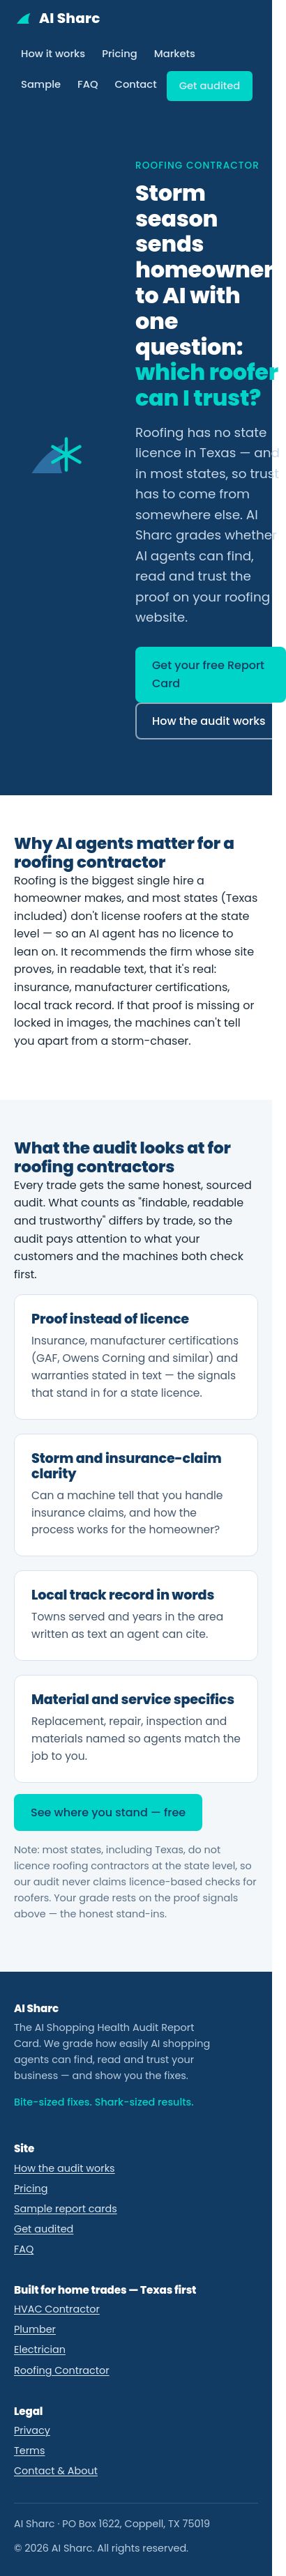 AI Sharc
How it works Pricing Markets
Sample FAQ Contact Get audited
ROOFING CONTRACTOR
Storm
season
sends
homeowner
to AI with
one
question:
which roofer
can I trust?
Roofing has no state
licence in Texas — and
in most states, so trust
has to come from
somewhere else. AI
Sharc grades whether
AI agents can find,
read and trust the
proof on your roofing
website.
Get your free Report
Card
How the audit works
Why AI agents matter for a
roofing contractor
Roofing is the biggest single hire a
homeowner makes, and most states (Texas
included) don't license roofers at the state
level — so an AI agent has no licence to
lean on. It recommends the firm whose site
proves, in readable text, that it's real:
insurance, manufacturer certifications,
local track record. If that proof is missing or
locked in images, the machines can't tell
you apart from a storm-chaser.
What the audit looks at for
roofing contractors
Every trade gets the same honest, sourced
audit. What counts as "findable, readable
and trustworthy" differs by trade, so the
audit pays attention to what your
customers and the machines both check
first.
Proof instead of licence
Insurance, manufacturer certifications
(GAF, Owens Corning and similar) and
warranties stated in text — the signals
that stand in for a state licence.
Storm and insurance-claim
clarity
Can a machine tell that you handle
insurance claims, and how the
process works for the homeowner?
Local track record in words
Towns served and years in the area
written as text an agent can cite.
Material and service specifics
Replacement, repair, inspection and
materials named so agents match the
job to you.
See where you stand — free
Note: most states, including Texas, do not
licence roofing contractors at the state level, so
our audit never claims licence-based checks for
roofers. Your grade rests on the proof signals
above — the honest stand-ins.
AI Sharc
The AI Shopping Health Audit Report
Card. We grade how easily AI shopping
agents can find, read and trust your
business — and show you the fixes.
Bite-sized fixes. Shark-sized results.
Site
How the audit works
Pricing
Sample report cards
Get audited
FAQ
Built for home trades — Texas first
HVAC Contractor
Plumber
Electrician
Roofing Contractor
Legal
Privacy
Terms
Contact & About
AI Sharc · PO Box 1622, Coppell, TX 75019
© 2026 AI Sharc. All rights reserved.